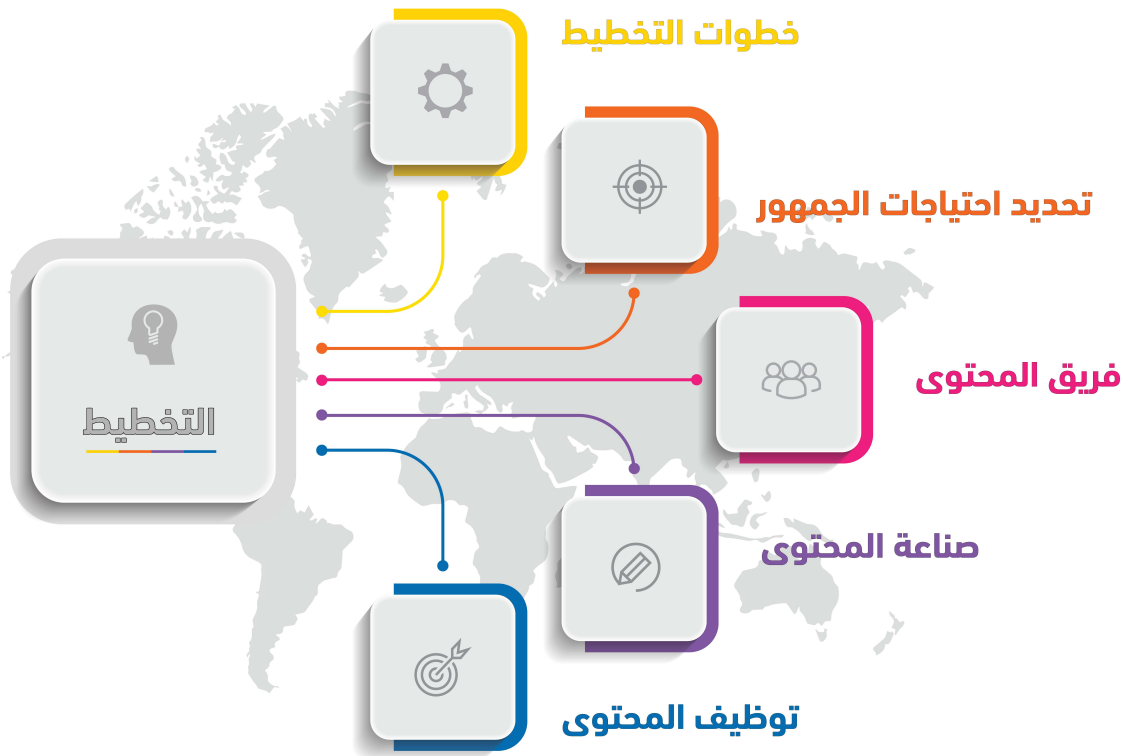 خطوات التخطيط
تحديد احتياجات الجمهور
فريق المحتوى
التخطيط
صناعة المحتوى
توظيف المحتوى